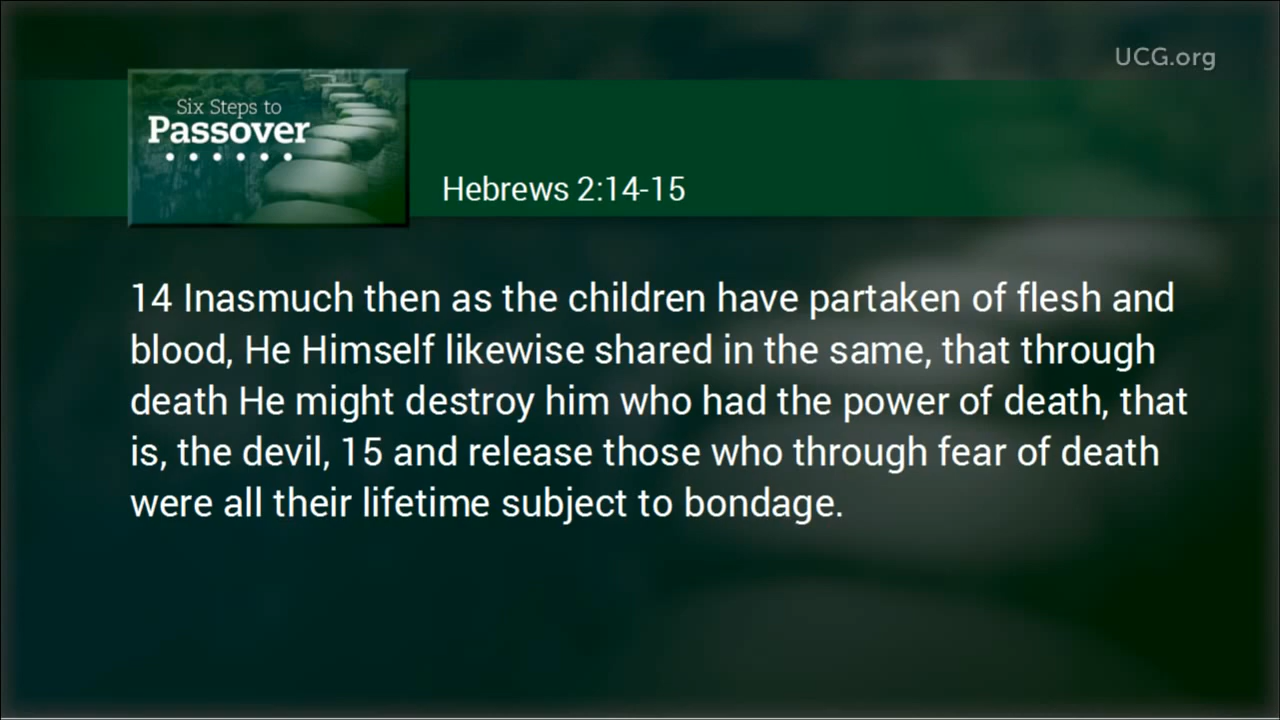 UCG.org
Six Steps to
Passover
Hebrews 2:14-15
14 Inasmuch then as the children have partaken of flesh and
blood, He Himself likewise shared in the same, that through
death He might destroy him who had the power of death, that
is, the devil, 15 and release those who through fear of death
were all their lifetime subject to bondage.